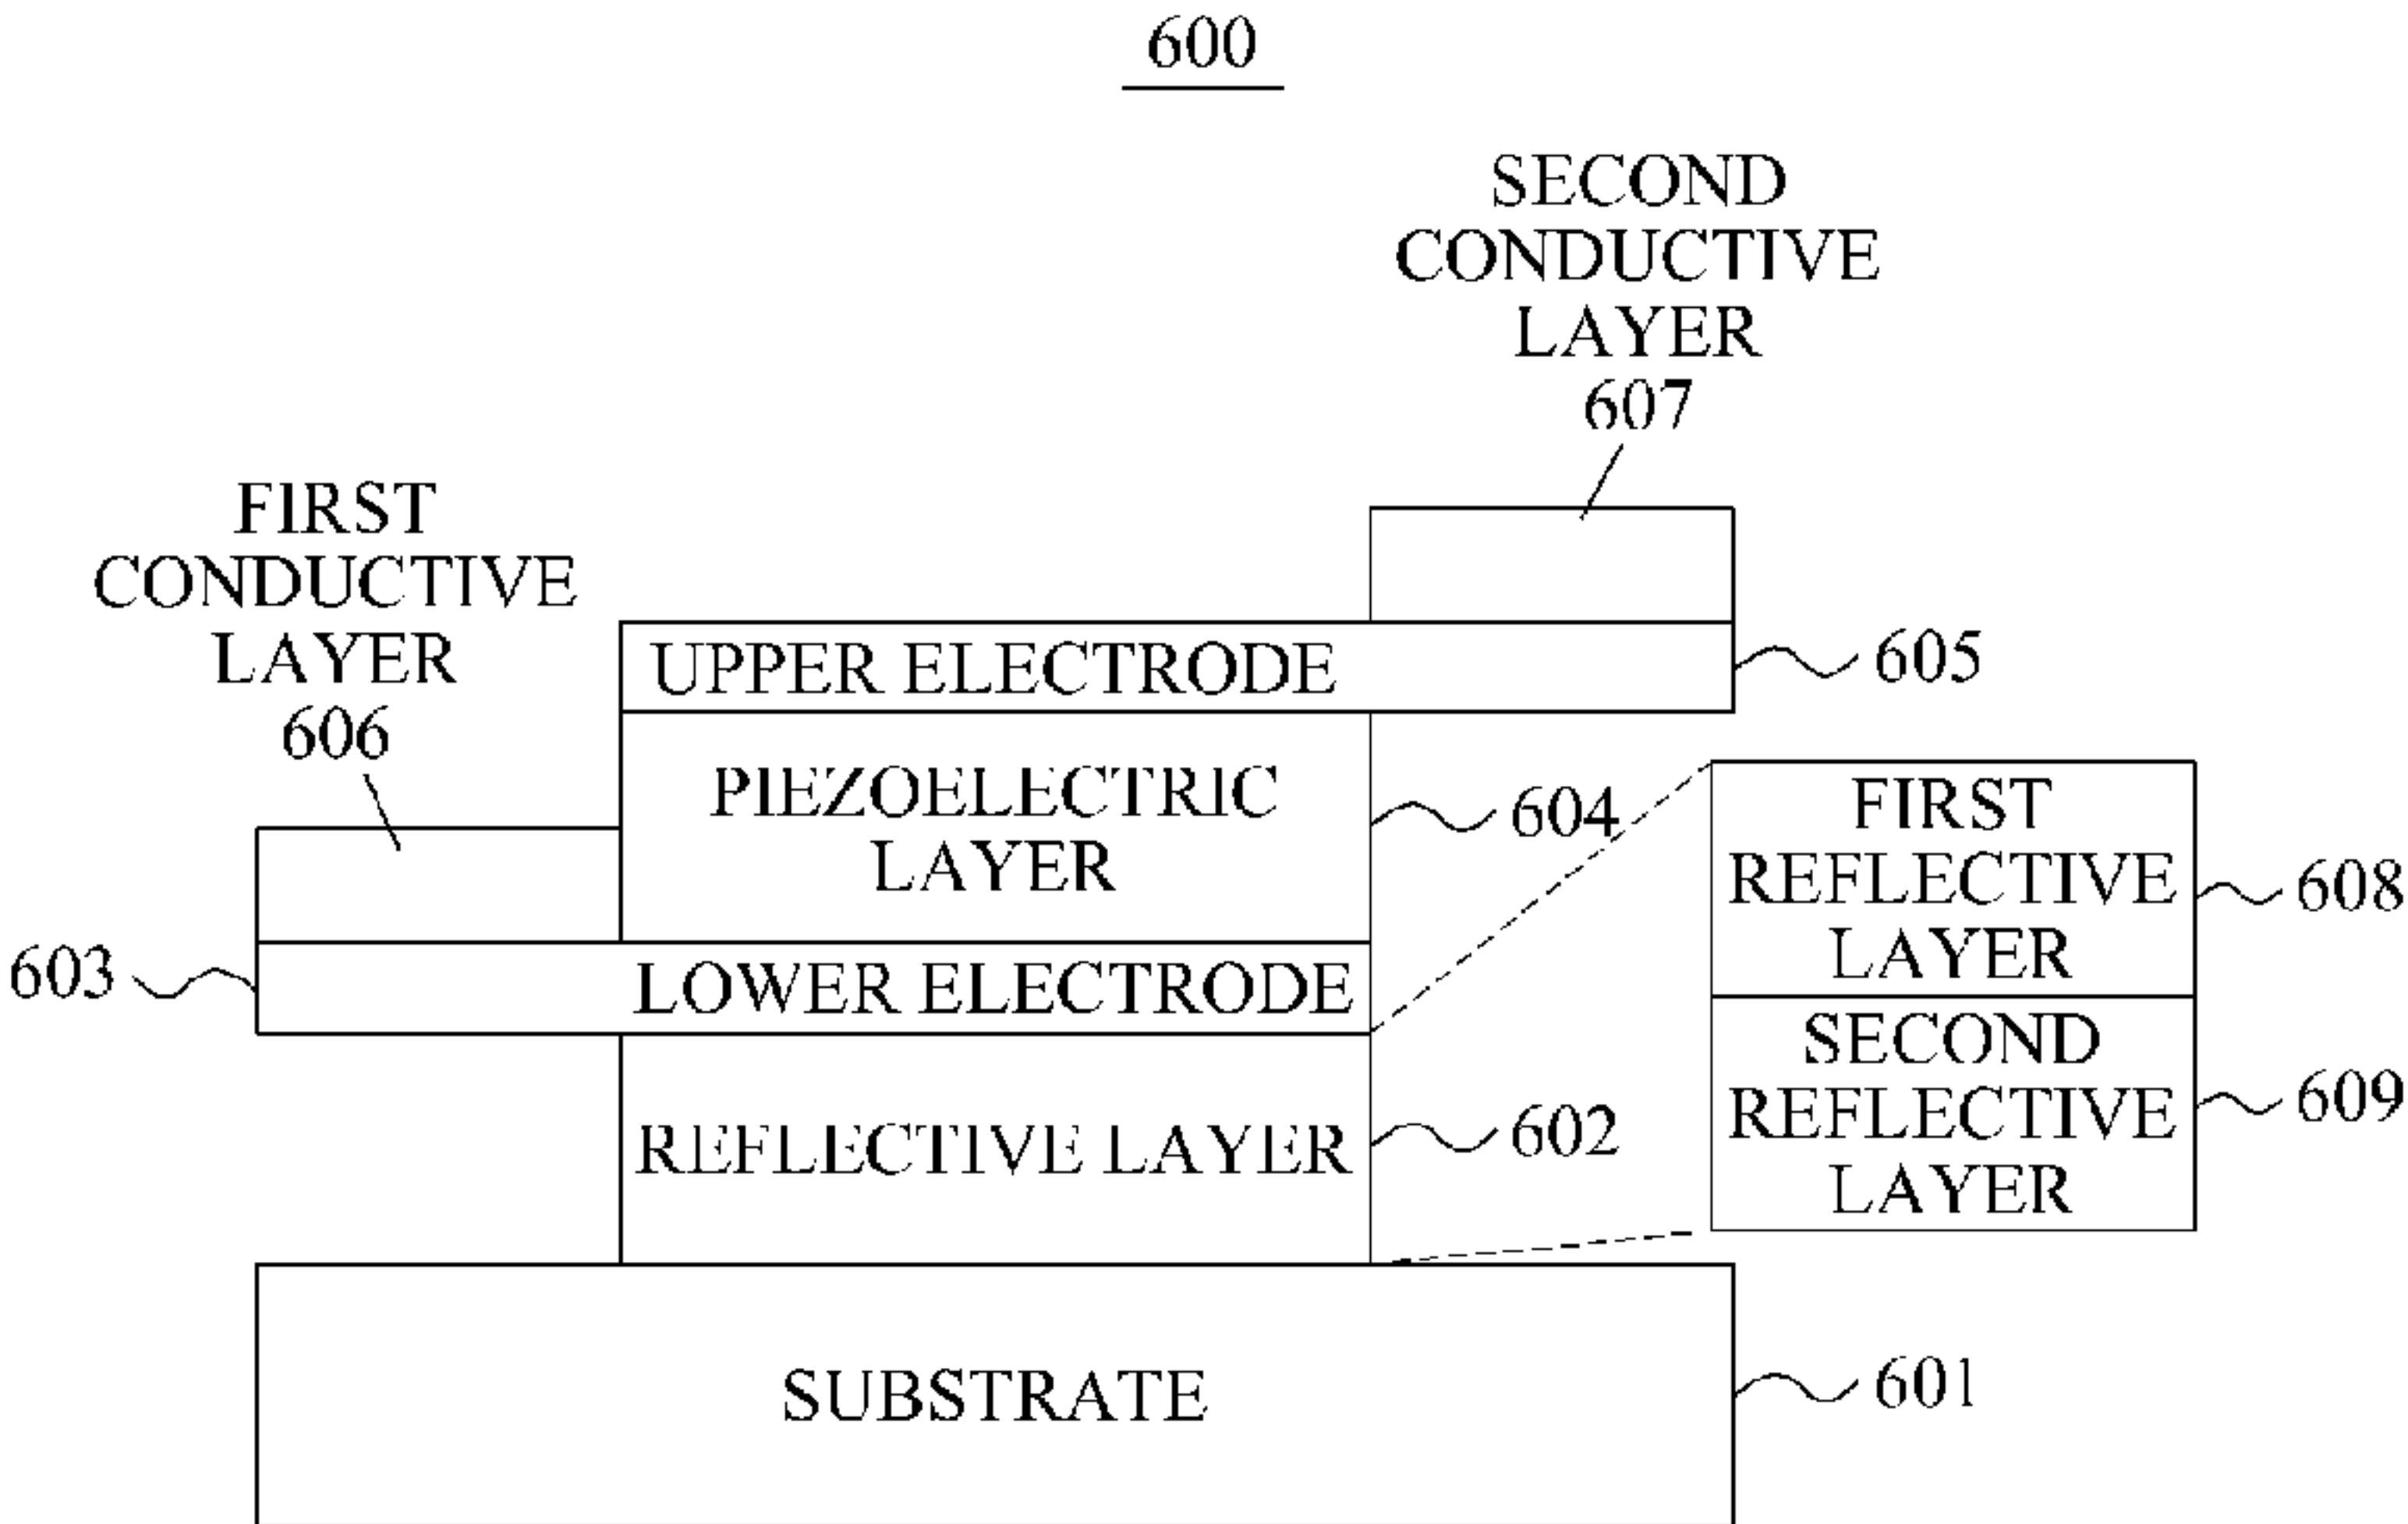 600
SECOND
CONDUCTIVE
LAYER
607
FIRST
CONDUCTIVE
LAYER
606
UPPER ELECTRODE
605
PIEZOELECTRIC
LAYER
604
FIRST
REFLECTIVE
LAYER
608
603
LOWER ELECTRODE
SECOND
REFLECTIVE
LAYER
609
REFLECTIVE LAYER
602
SUBSTRATE
601